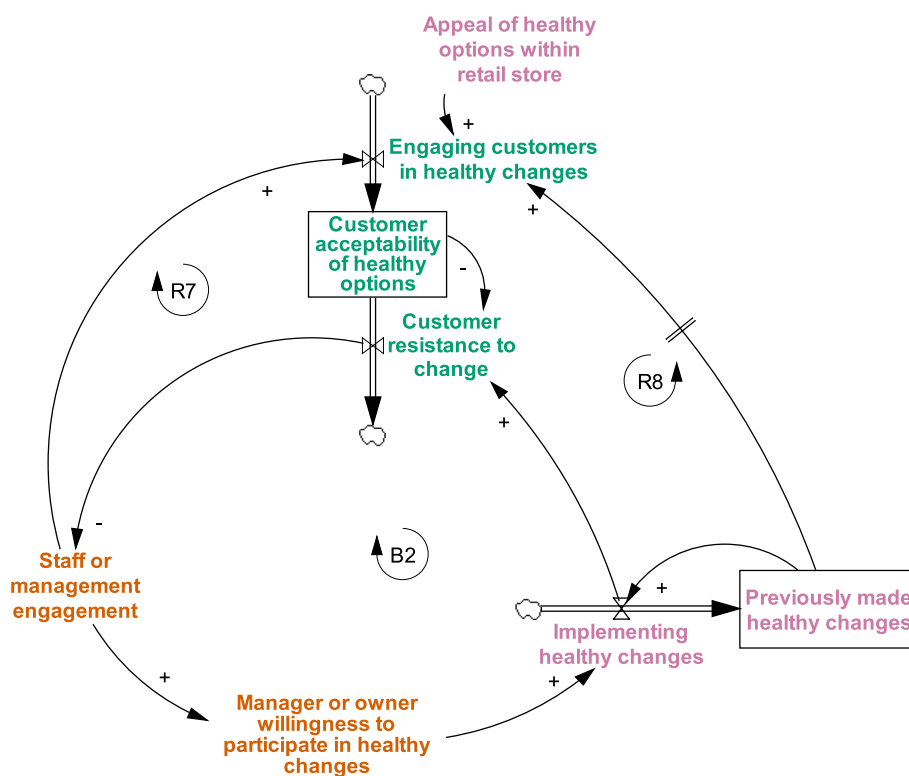 Appeal of healthy
options within
retail store
+
Engaging customers
in healthy changes
+
+
Customer
acceptability
of healthy
options
-
R7
Customer
resistance to
change
R8
+
-
B2
Staff or
management
engagement
+
Previously made
healthy changes
Implementing
healthy changes
+
+
Manager or owner
willingness to
participate in healthy
changes